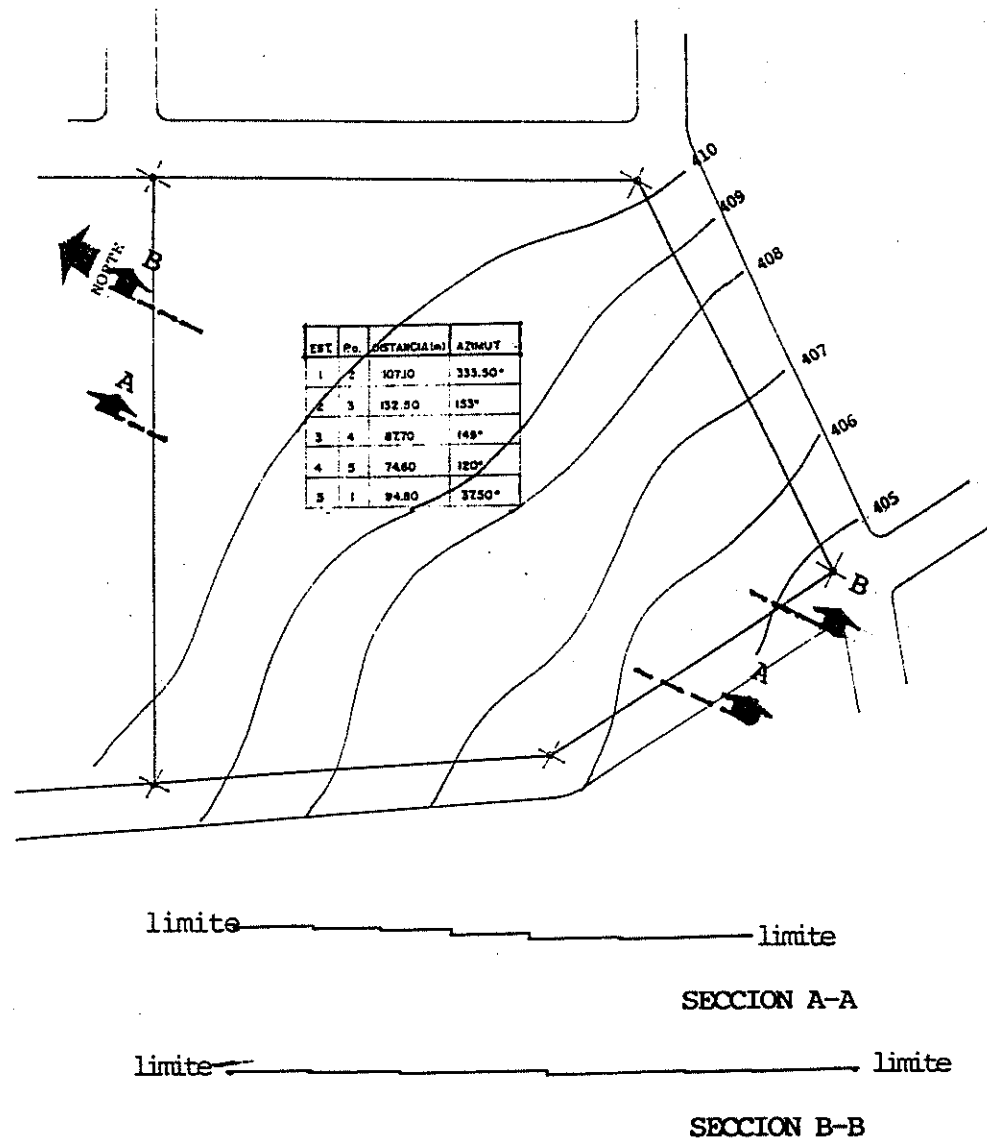 410
409
NORTE
B
408
EST. Po. DISTANCIA(m) AZIMUT
1 2 107.10 333.50°
2 3 132.50 153°
3 4 87.70 149°
4 5 74.60 120°
5 1 94.80 37.50°
407
A
406
405
B
A
limite limite
SECCION A-A
limite limite
SECCION B-B